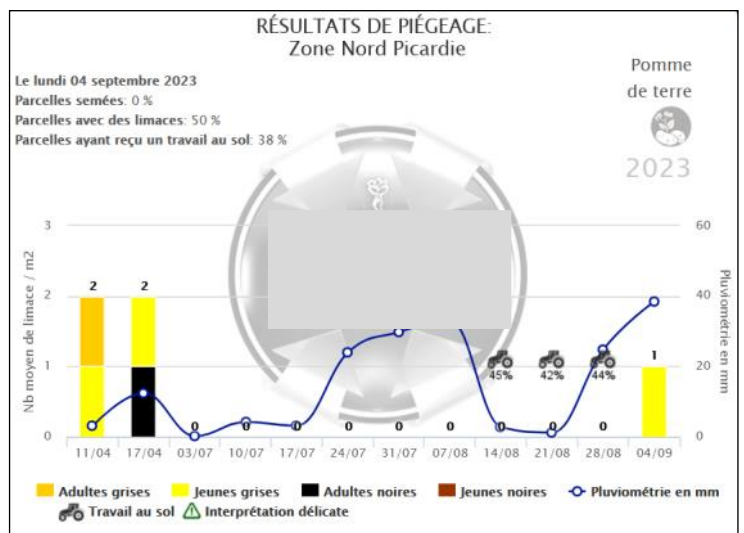 RÉSULTATS DE PIÉGEAGE:
Zone Nord Picardie
Le lundi 04 septembre 2023
Parcelles semées: 0 %
Parcelles avec des limaces: 50 %
Parcelles ayant reçu un travail au sol: 38 %
Pomme
de terre
2023
Nb moyen de limace / m2
3
2
1
0
60
40
20
0
Pluviométrie en mm
2
2
0
0
0
0
0
0
0
0
0
1
45%
42%
44%
11/04
17/04
03/07
10/07
17/07
24/07
31/07
07/08
14/08
21/08
28/08
04/09
Adultes grises
Jeunes grises
Adultes noires
Jeunes noires
Pluviométrie en mm
Travail au sol
Interprétation délicate